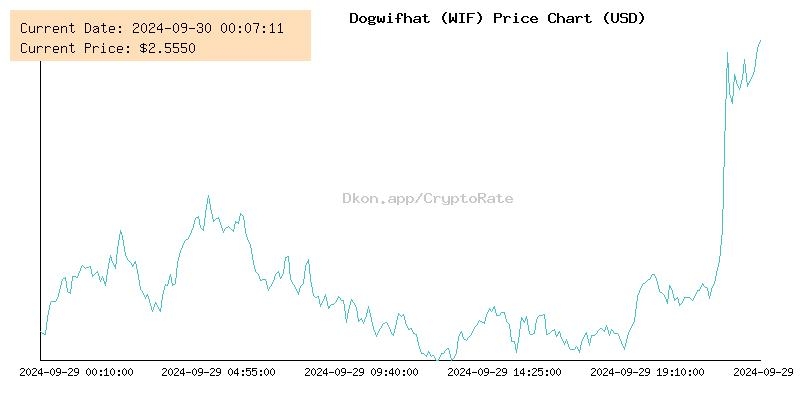 Dogwifhat (WIF) Price Chart (USD)
Current Date: 2024-09-30 00:07:11
Current Price: $2.5550
Dkon.app/CryptoRate
2024-09-29 00:10:00
2024-09-29 04:55:00
2024-09-29 09:40:00
2024-09-29 14:25:00
2024-09-29 19:10:00
2024-09-29